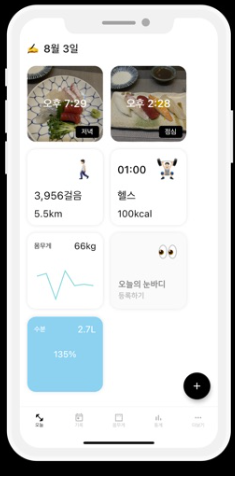 8월 3일
오후 7:29
저녁
오후 2:28
점심
3,956걸음
5.5km
01:00
헬스
100kcal
몸무게 66kg
오늘의 눈바디
등록하기
수분 2.7L
135%
+
오늘